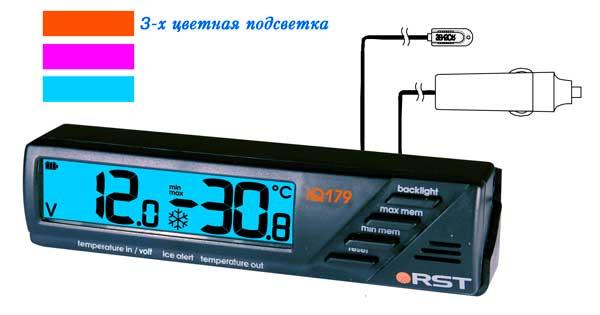 3-х цветная подсветка
SENSOR
12.0
V
min
max
-30.8
°C
iQ179
backlight
max mem
min mem
reset
temperature in / volt
ice alert
temperature out
RST